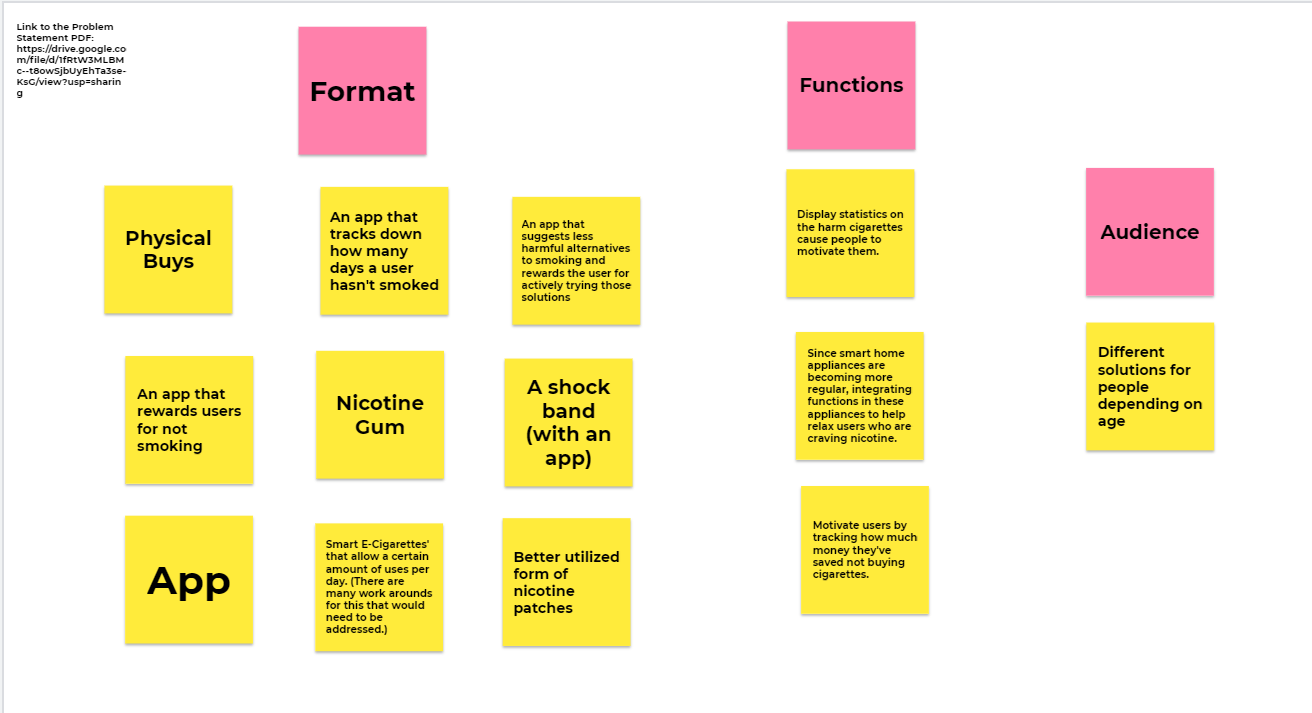 Link to the Problem
Statement PDF:
https://drive.google.co
m/file/d/1fRtW3MLBM
c--t8owSjbUyEhTa3se-
KsG/view?usp=sharin
g
Format
Physical
Buys
An app that
tracks down
how many
days a user
hasn't smoked
An app that
suggests less
harmful alternatives
to smoking and
rewards the user for
actively trying those
solutions
An app that
rewards users
for not
smoking
Nicotine
Gum
A shock
band
(with an
app)
App
Smart E-Cigarettes'
that allow a certain
amount of uses per
day. (There are
many work arounds
for this that would
need to be
addressed.)
Better utilized
form of
nicotine
patches
Functions
Display statistics on
the harm cigarettes
cause people to
motivate them.
Since smart home
appliances are
becoming more
regular, integrating
functions in these
appliances to help
relax users who are
craving nicotine.
Motivate users by
tracking how much
money they've
saved not buying
cigarettes.
Audience
Different
solutions for
people
depending on
age